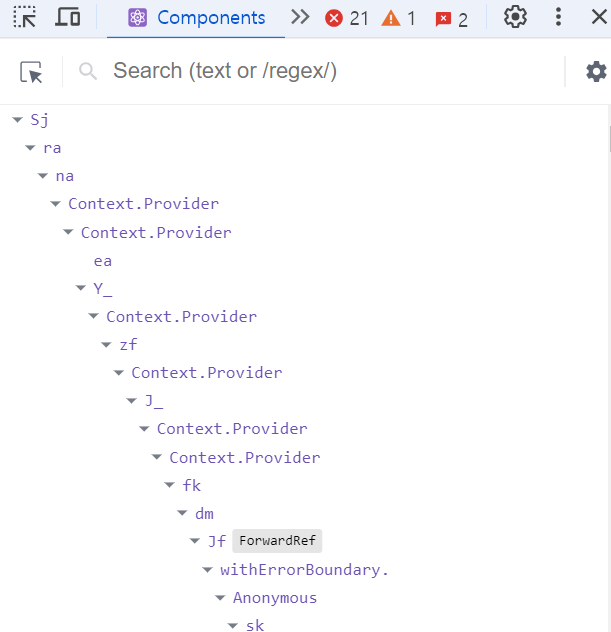 Components 21 1 2
Search (text or /regex/)
Sj
ra
na
Context.Provider
Context.Provider
ea
Y_
Context.Provider
zf
Context.Provider
J_
Context.Provider
Context.Provider
fk
dm
Jf ForwardRef
withErrorBoundary.
Anonymous
sk